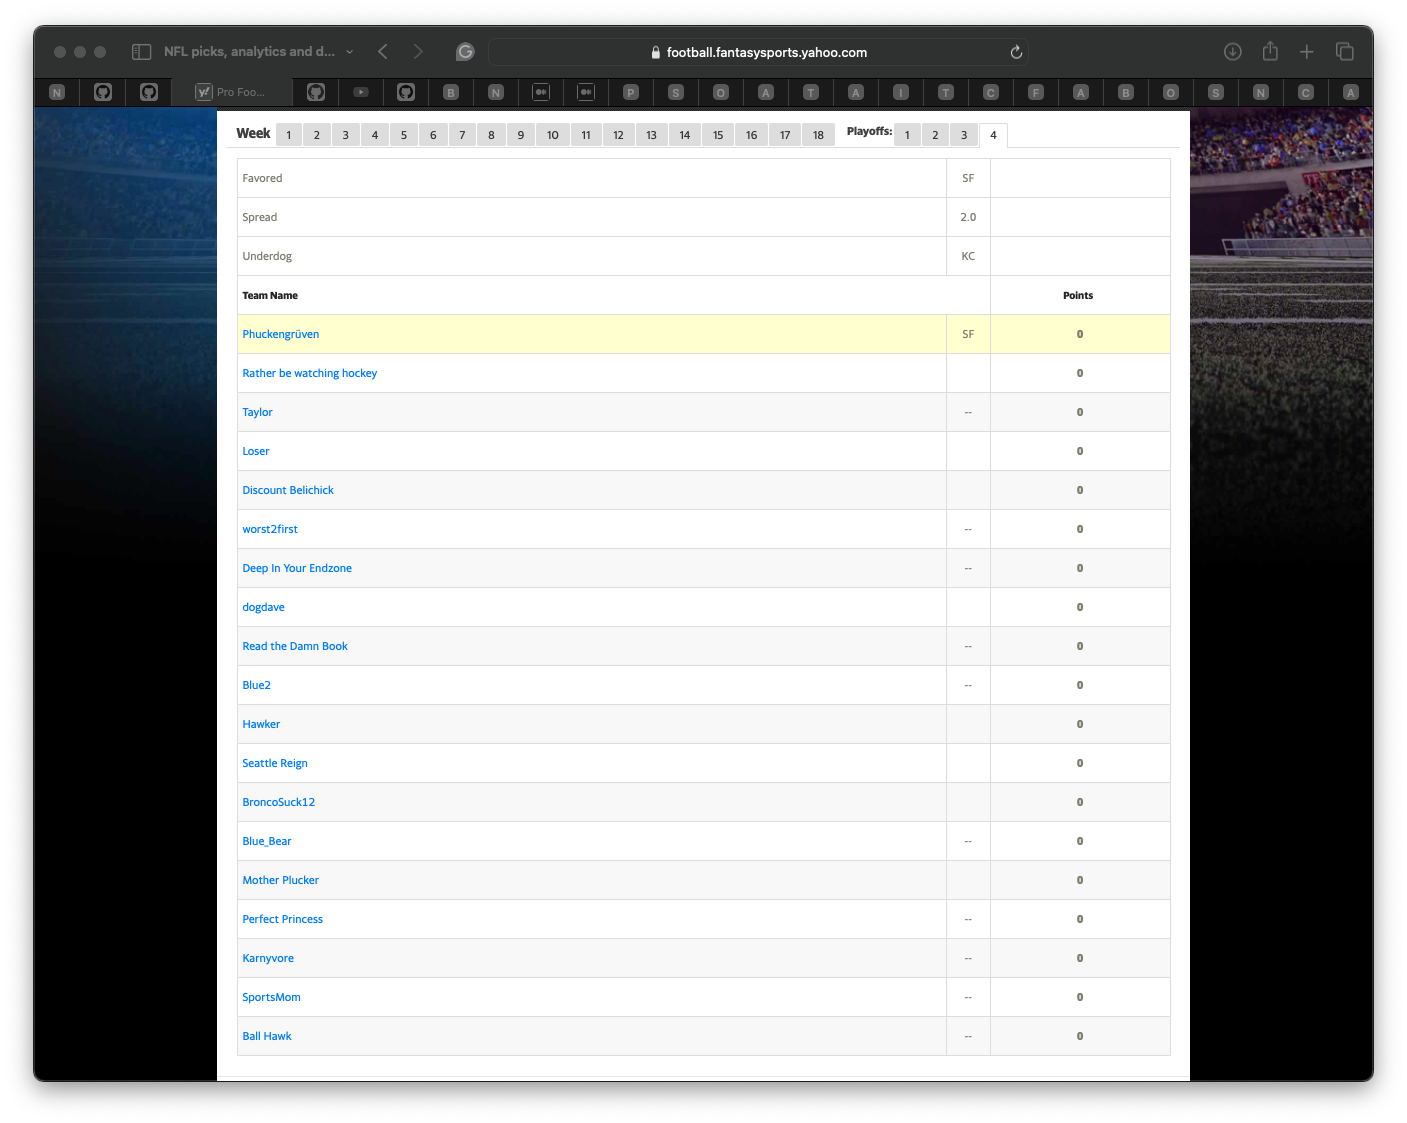 NFL picks, analytics and d...
football.fantasysports.yahoo.com
N y! Pro Foo... B N P S O A T A I T C F A B O S N C A
Week 1 2 3 4 5 6 7 8 9 10 11 12 13 14 15 16 17 18 Playoffs: 1 2 3 4
Favored SF
Spread 2.0
Underdog KC
Team Name Points
Phuckengrüven SF 0
Rather be watching hockey 0
Taylor -- 0
Loser 0
Discount Belichick 0
worst2first -- 0
Deep In Your Endzone -- 0
dogdave 0
Read the Damn Book -- 0
Blue2 -- 0
Hawker 0
Seattle Reign 0
BroncoSuck12 0
Blue_Bear -- 0
Mother Plucker 0
Perfect Princess -- 0
Karnyvore -- 0
SportsMom -- 0
Ball Hawk -- 0